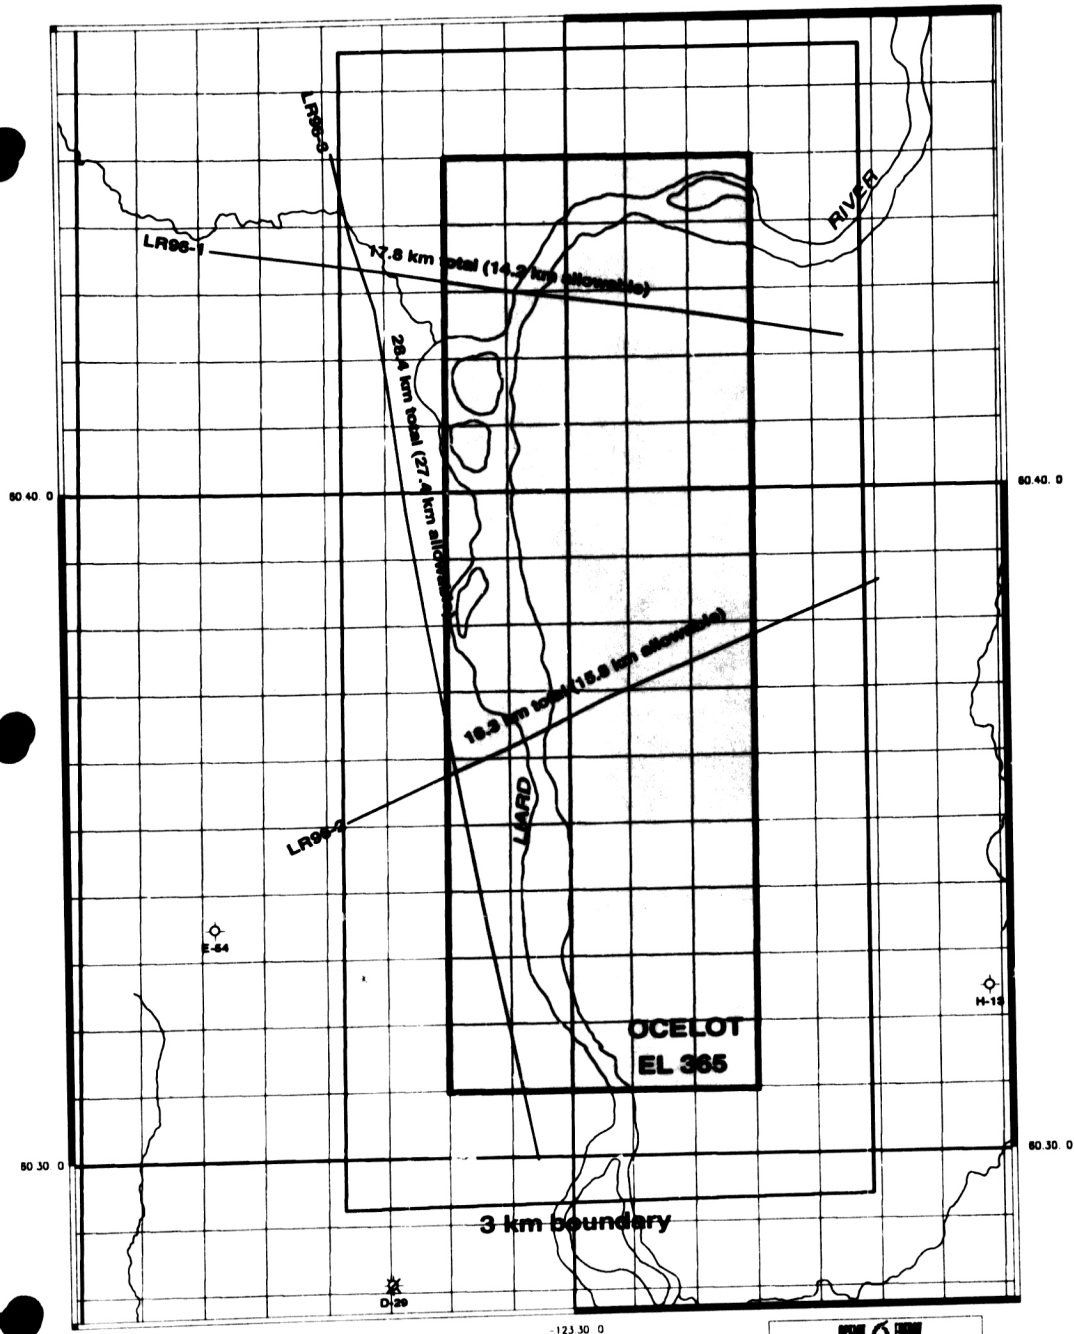 LR96-3
RIVER
LR96-1
17.8 km total (14.2 km allowable)
28.4 km total (27.4 km allowable)
60.40. 0
60.40. 0
16.3 km total (15.8 km allowable)
LIARD
LR96-2
E-54
H-13
OCELOT
EL 365
60.30. 0
60.30. 0
3 km boundary
D-29
-123.30 0